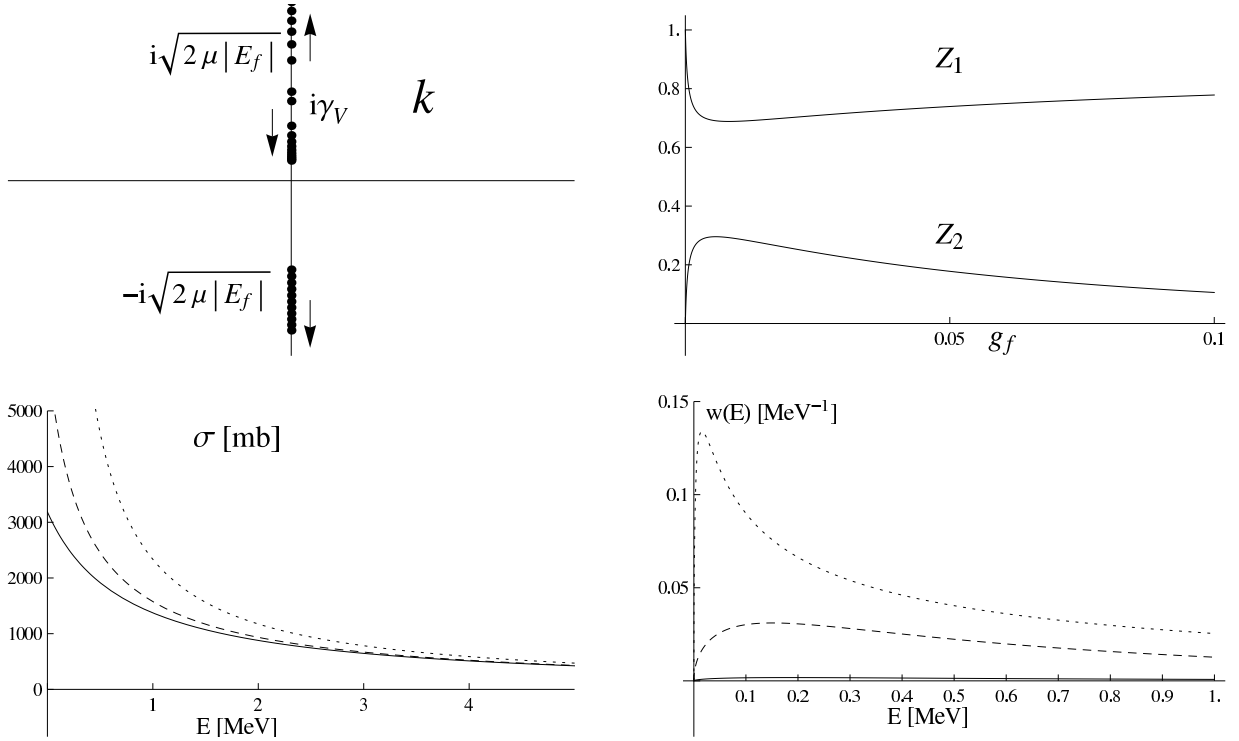 i√2 μ|E_f|
iγ_V
k
−i√2 μ|E_f|
1.
0.8
0.6
0.4
0.2
Z_1
Z_2
0.05
g_f
0.1
5000
4000
3000
2000
1000
0
σ [mb]
1 2 3 4
E [MeV]
0.15
w(E) [MeV⁻¹]
0.1
0.05
0.1 0.2 0.3 0.4 0.5 0.6 0.7 0.8 0.9 1.
E [MeV]